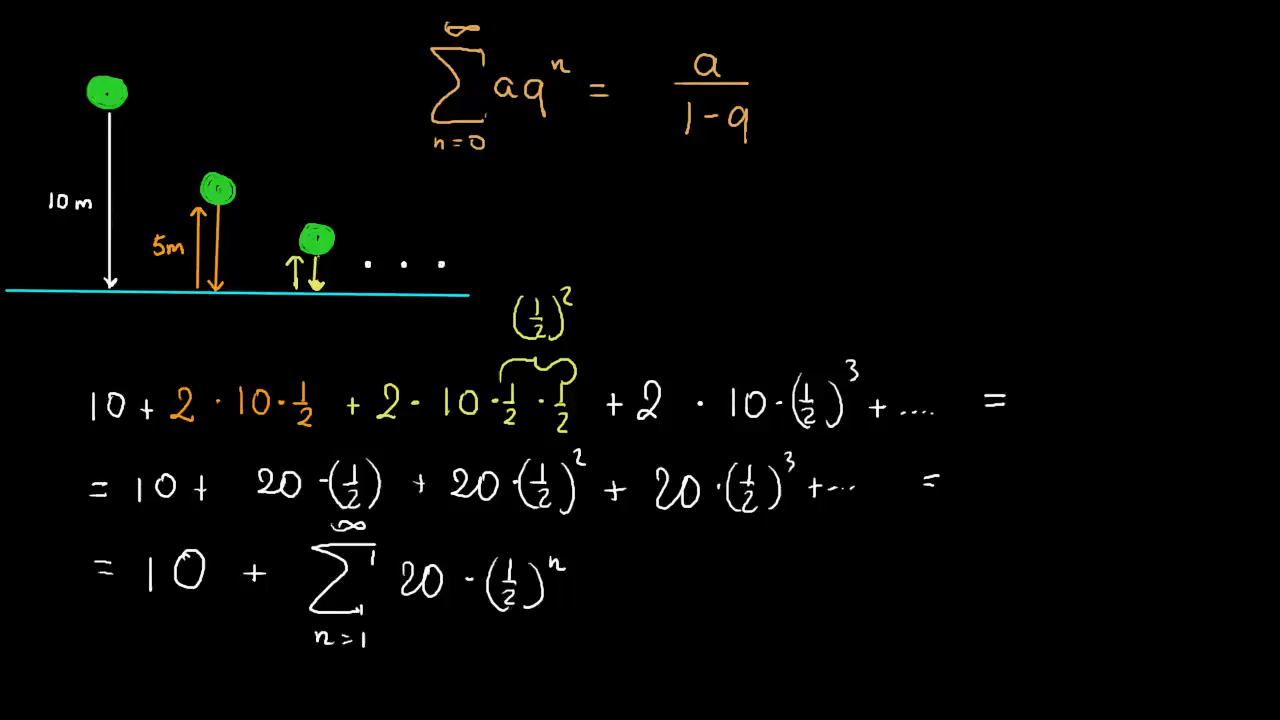 ∞
∑ aqⁿ = a / (1 - q)
n = 0
10 m
5m
(1/2)²
10 + 2 · 10 · 1/2 + 2 · 10 · 1/2 · 1/2 + 2 · 10 · (1/2)³ + .... =
= 10 + 20 · (1/2) + 20 · (1/2)² + 20 · (1/2)³ + ... =
∞
= 10 + ∑ 20 · (1/2)ⁿ
n = 1